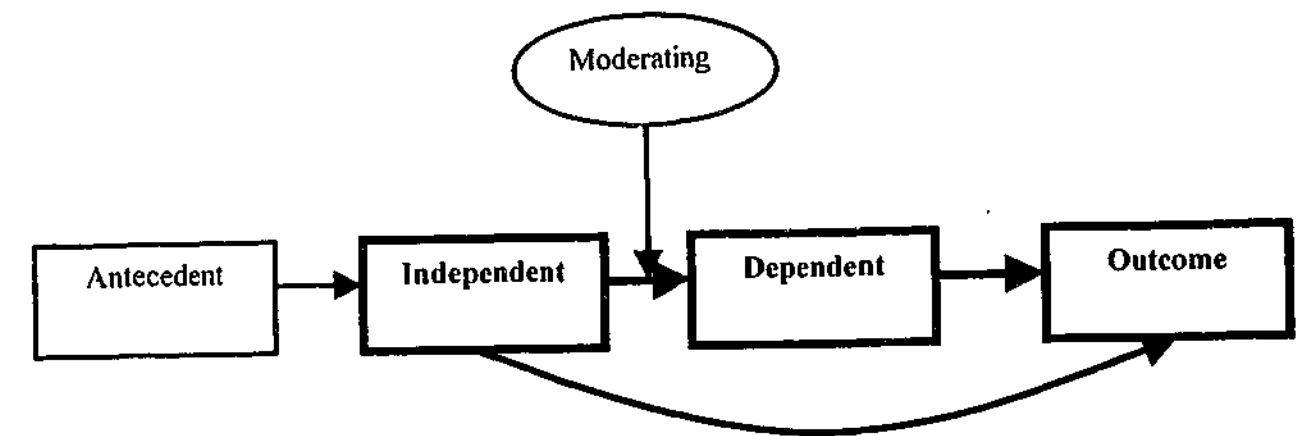 Moderating
Antecedent
Independent
Dependent
Outcome